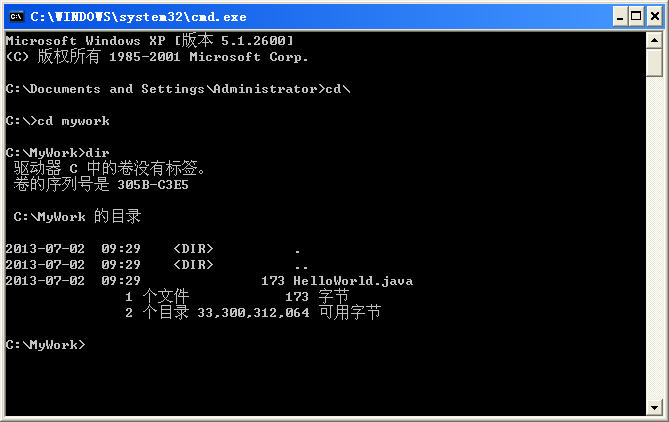 C:\WINDOWS\system32\cmd.exe
Microsoft Windows XP [版本 5.1.2600]
(C) 版权所有 1985-2001 Microsoft Corp.
C:\Documents and Settings\Administrator>cd\
C:\>cd mywork
C:\MyWork>dir
驱动器 C 中的卷没有标签。
卷的序列号是 305B-C3E5
C:\MyWork 的目录
2013-07-02  09:29    <DIR>          .
2013-07-02  09:29    <DIR>          ..
2013-07-02  09:29               173 HelloWorld.java
1 个文件            173 字节
2 个目录 33,300,312,064 可用字节
C:\MyWork>